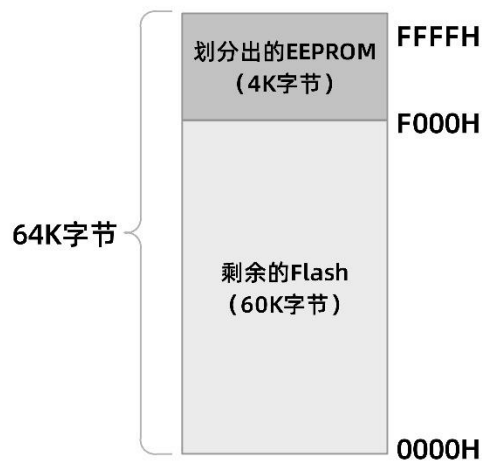 划分出的EEPROM
（4K字节）
FFFFH
F000H
64K字节
剩余的Flash
（60K字节）
0000H